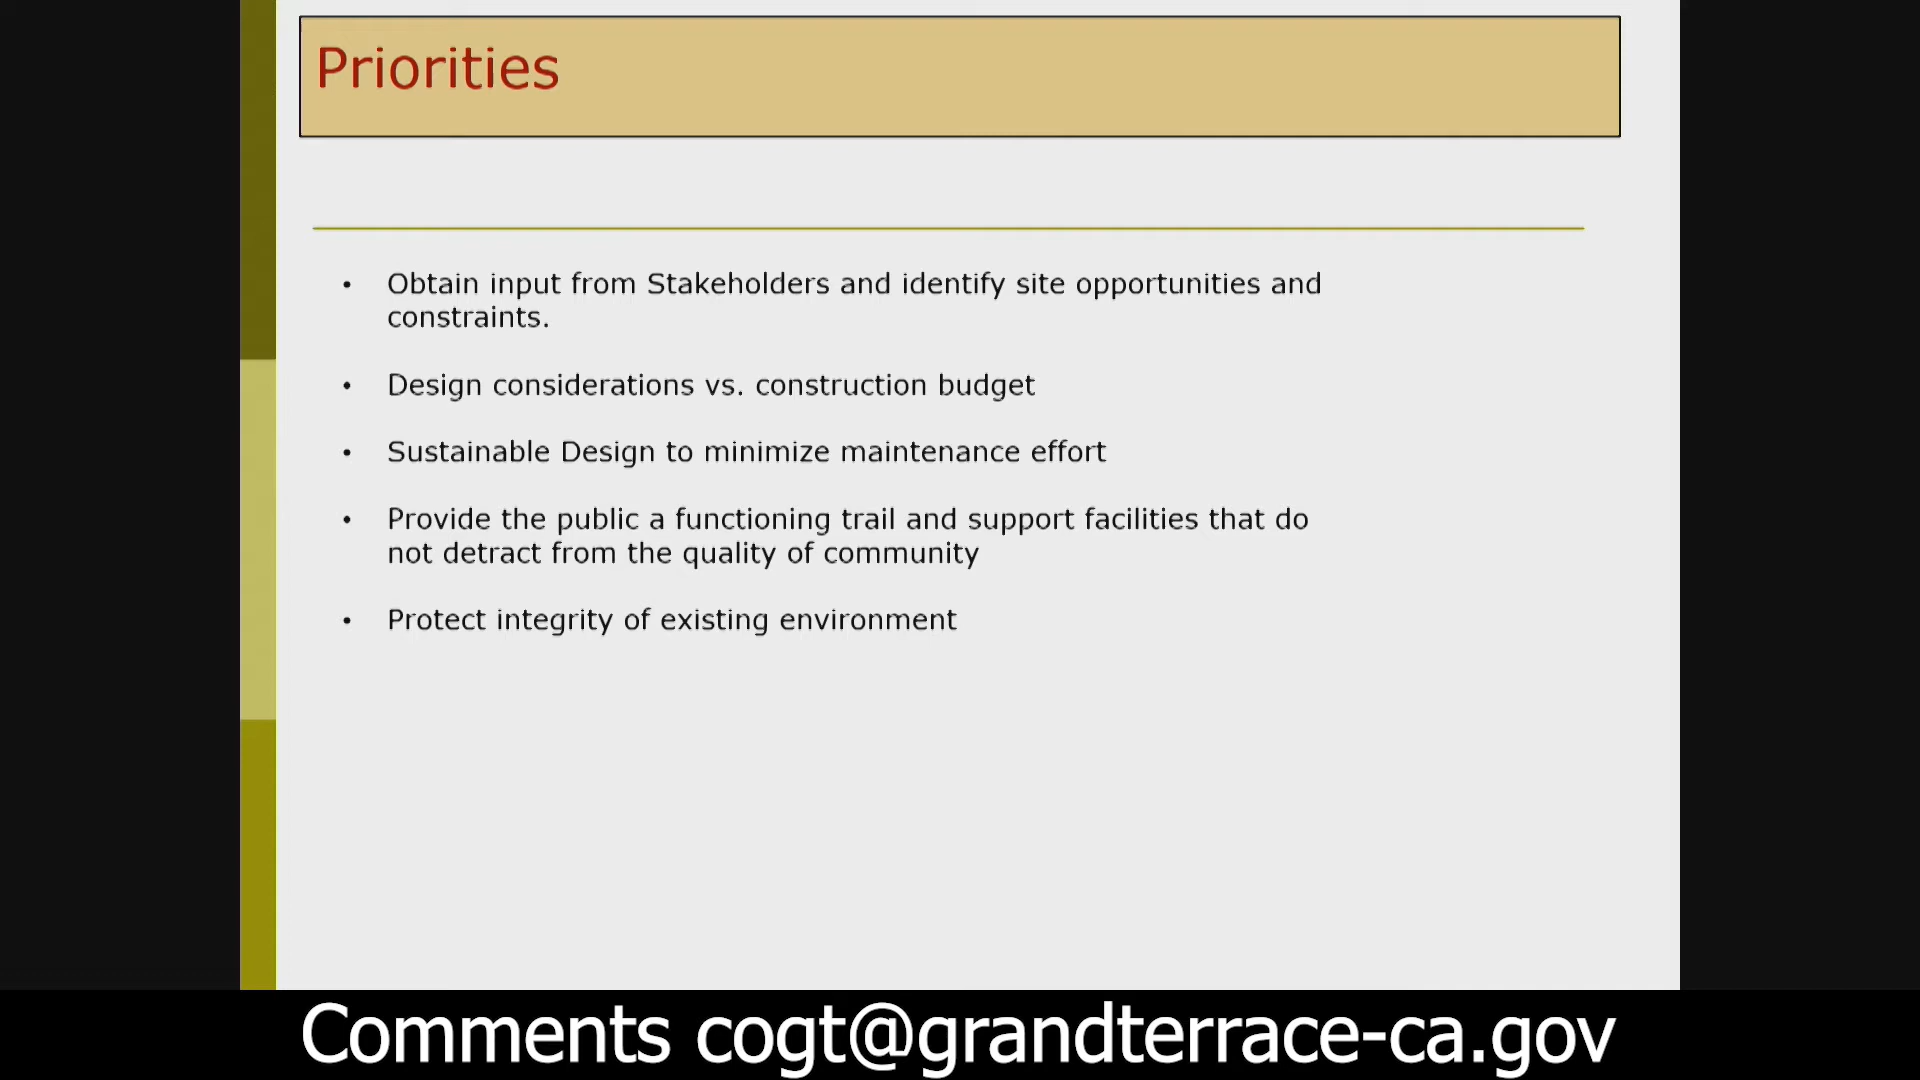 Priorities
• Obtain input from Stakeholders and identify site opportunities and
constraints.
• Design considerations vs. construction budget
• Sustainable Design to minimize maintenance effort
• Provide the public a functioning trail and support facilities that do
not detract from the quality of community
• Protect integrity of existing environment
Comments cogt@grandterrace-ca.gov